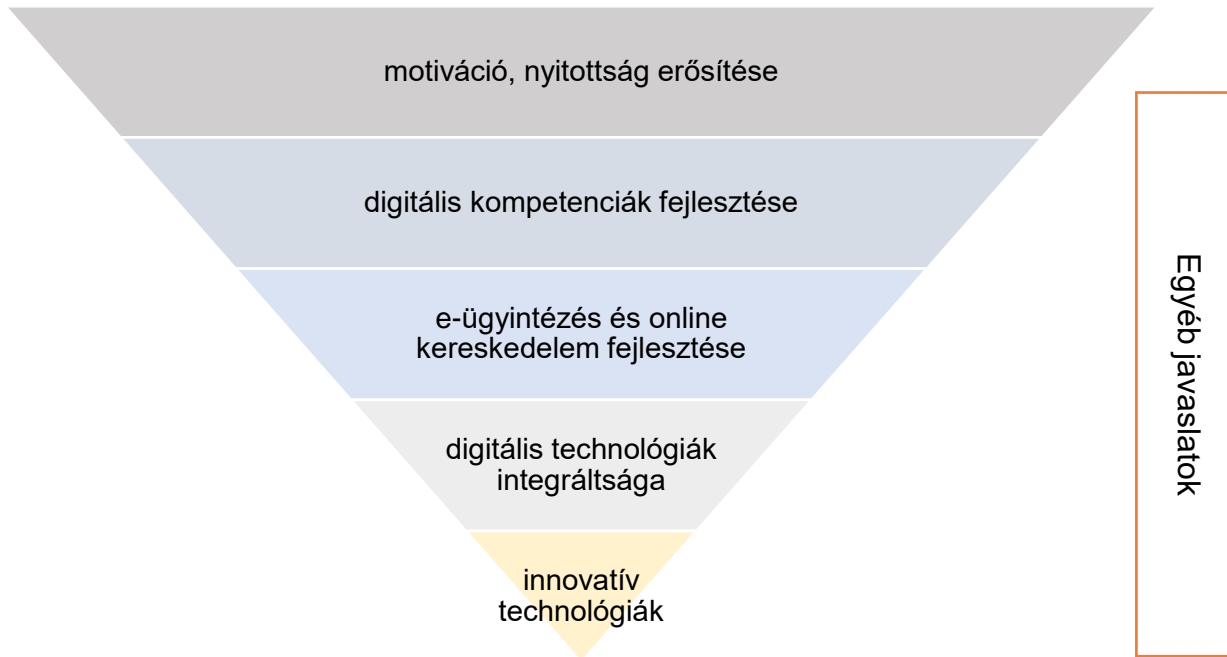 motiváció, nyitottság erősítése
digitális kompetenciák fejlesztése
e-ügyintézés és online
kereskedelem fejlesztése
digitális technológiák
integráltsága
innovatív
technológiák
Egyéb javaslatok